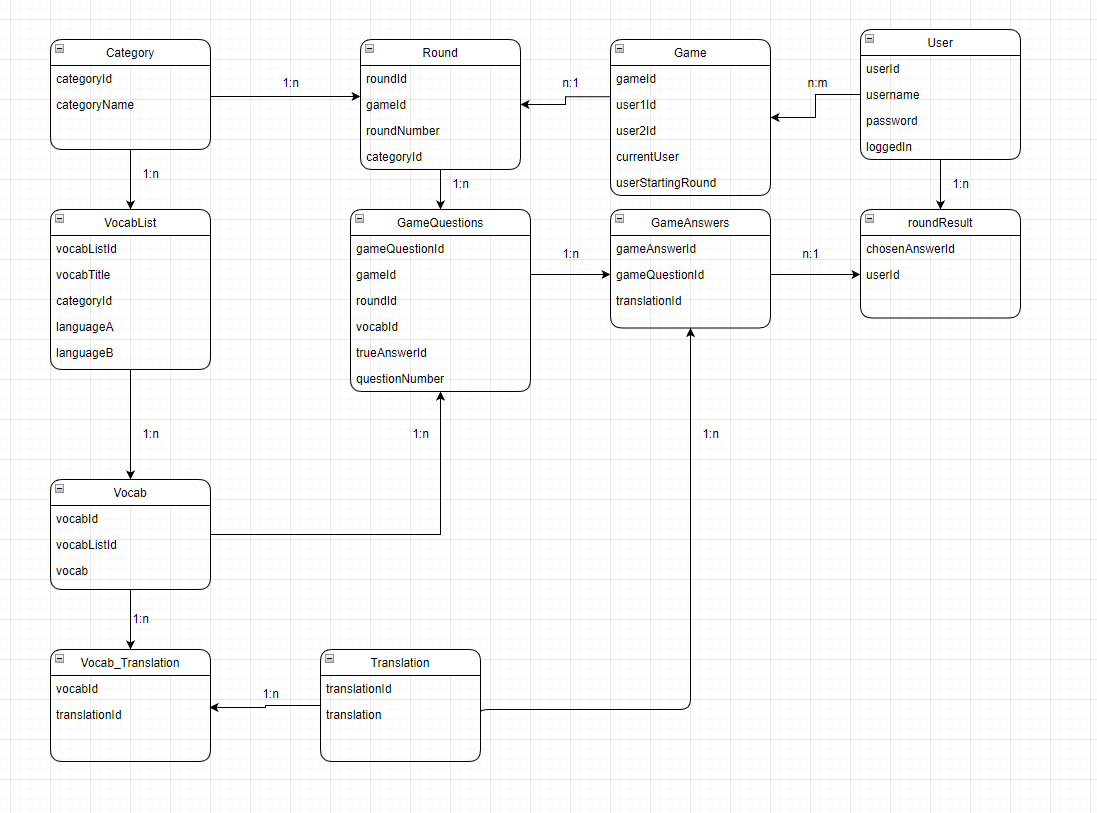 Category
categoryId
categoryName
1:n
Round
roundId
gameId
roundNumber
categoryId
n:1
Game
gameId
user1Id
user2Id
currentUser
userStartingRound
n:m
User
userId
username
password
loggedIn
1:n
1:n
1:n
VocabList
vocabListId
vocabTitle
categoryId
languageA
languageB
GameQuestions
gameQuestionId
gameId
roundId
vocabId
trueAnswerId
questionNumber
1:n
GameAnswers
gameAnswerId
gameQuestionId
translationId
n:1
roundResult
chosenAnswerId
userId
1:n
1:n
1:n
Vocab
vocabId
vocabListId
vocab
1:n
Vocab_Translation
vocabId
translationId
1:n
Translation
translationId
translation